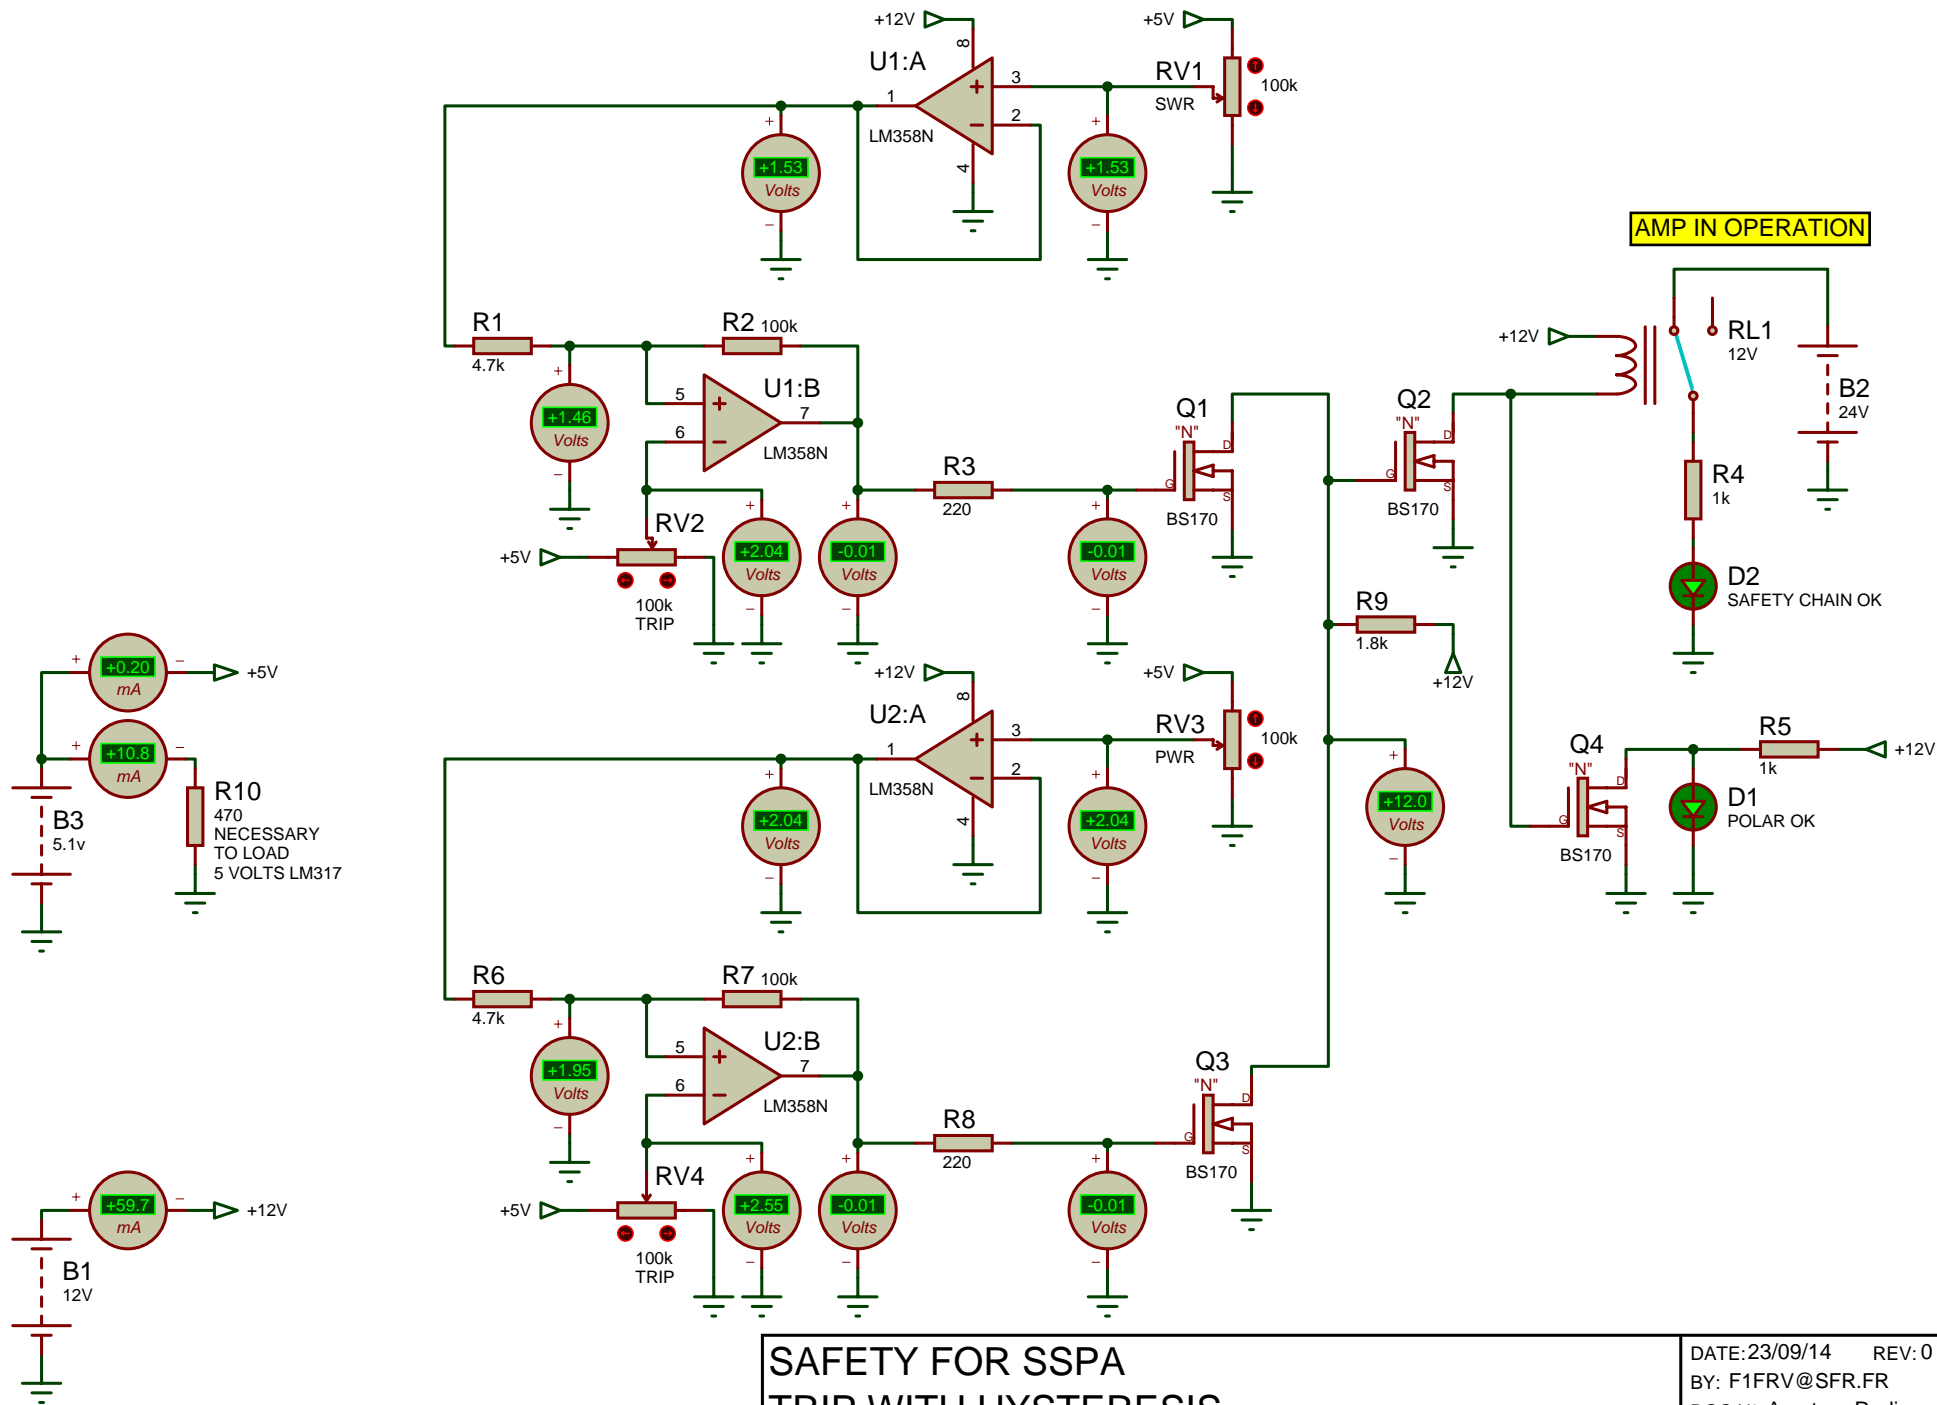 +12V
+5V
U1:A
8
3
1
2
4
LM358N
RV1
SWR
100k
+
+1.53
Volts
−
+
+1.53
Volts
−
AMP IN OPERATION
R1
4.7k
R2 100k
+12V
RL1
12V
B2
24V
+
+1.46
Volts
−
5
6
7
U1:B
LM358N
Q1
"N"
D
G
S
BS170
Q2
"N"
D
G
S
BS170
R4
1k
R3
220
RV2
+5V
100k
TRIP
+
+2.04
Volts
−
+
-0.01
Volts
−
+
-0.01
Volts
−
D2
SAFETY CHAIN OK
R9
1.8k
+12V
+
+0.20
mA
−
+5V
+
+10.8
mA
−
B3
5.1v
R10
470
NECESSARY
TO LOAD
5 VOLTS LM317
+12V
+5V
U2:A
8
3
1
2
4
LM358N
RV3
PWR
100k
+
+2.04
Volts
−
+
+2.04
Volts
−
+
+12.0
Volts
−
Q4
"N"
D
G
S
BS170
R5
1k
+12V
D1
POLAR OK
R6
4.7k
R7 100k
+
+1.95
Volts
−
5
6
7
U2:B
LM358N
Q3
"N"
D
G
S
BS170
R8
220
RV4
+5V
100k
TRIP
+
+2.55
Volts
−
+
-0.01
Volts
−
+
-0.01
Volts
−
+
+59.7
mA
−
+12V
B1
12V
SAFETY FOR SSPA
TRIP WITH HYSTERESIS
DATE: 23/09/14 REV: 0
BY: F1FRV@SFR.FR